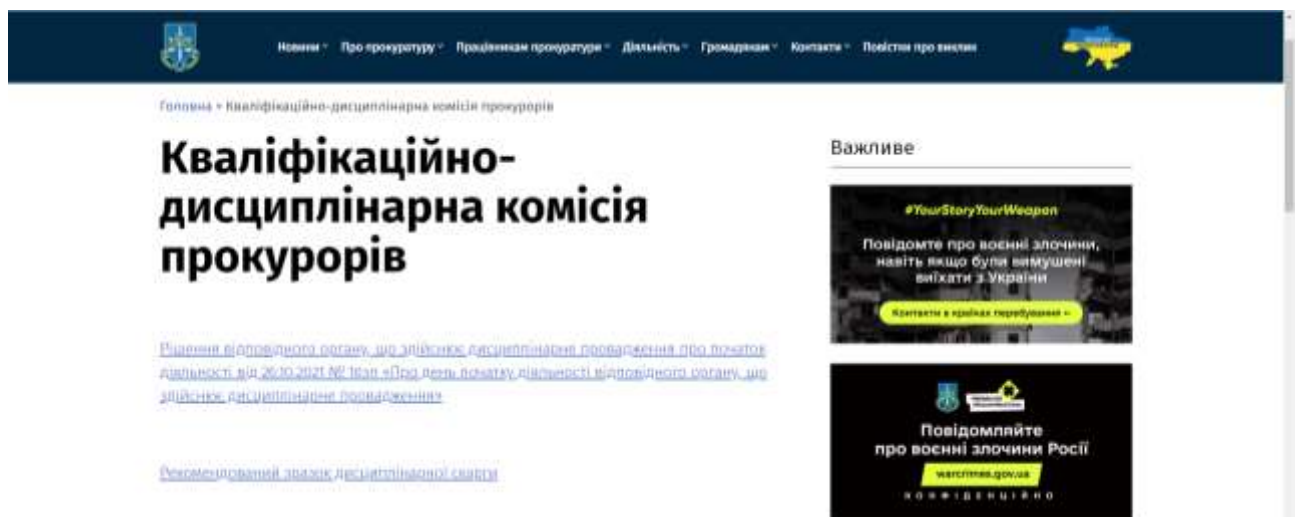 Новини Про прокуратуру Працівникам прокуратури Діяльність Громадянам Контакти Повістки про виклик
Головна » Кваліфікаційно-дисциплінарна комісія прокурорів
Кваліфікаційно-
дисциплінарна комісія
прокурорів
Рішення відповідного органу, що здійснює дисциплінарне провадження про початок
діяльності від 26.10.2021 № 1зп «Про день початку діяльності відповідного органу, що
здійснює дисциплінарне провадження»
Рекомендований зразок дисциплінарної скарги
Важливе
#YourStoryYourWeapon
Повідомте про воєнні злочини,
навіть якщо були вимушені
виїхати з України
Контакти в країнах перебування
Повідомляйте
про воєнні злочини Росії
warcrimes.gov.ua
КОНФІДЕНЦІЙНО